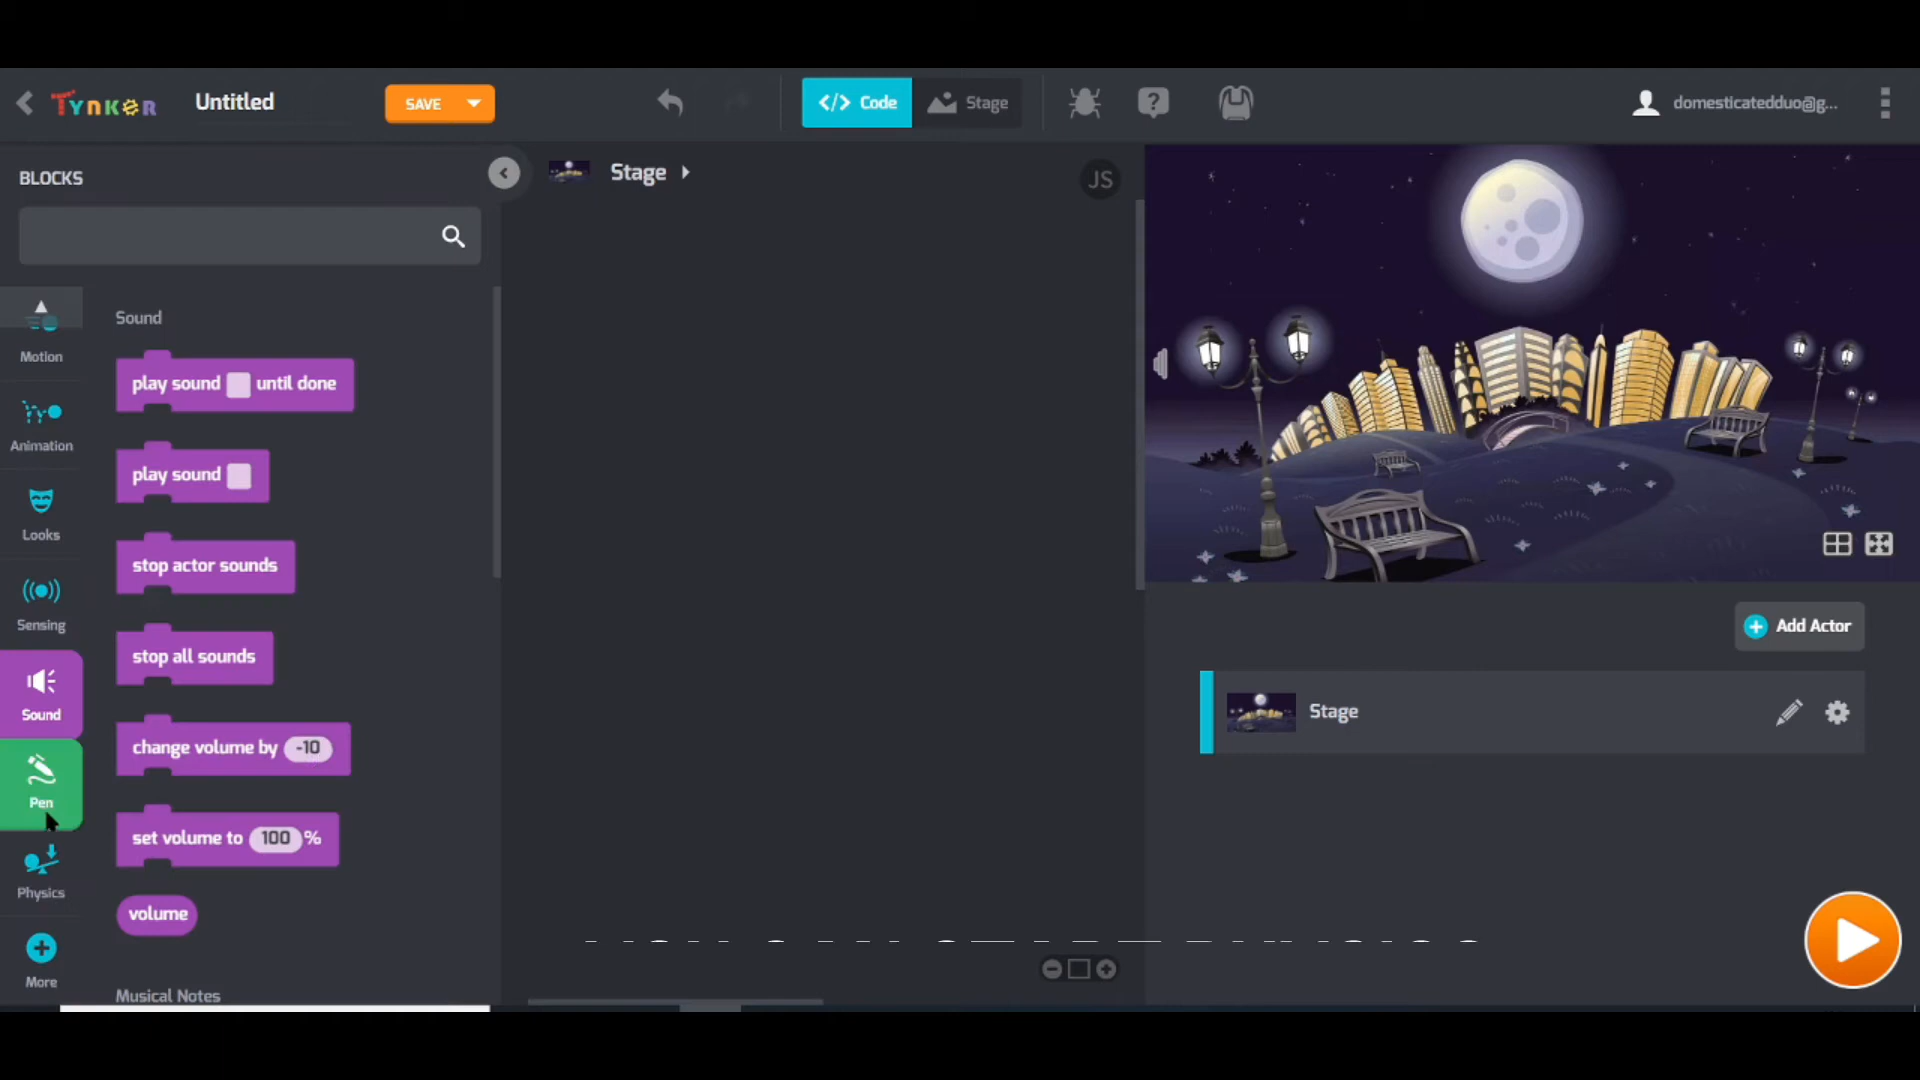 TYNKER
Untitled
SAVE
</> Code
Stage
?
domesticatedduo@g...
BLOCKS
Stage
JS
Motion
Animation
Looks
Sensing
Sound
Pen
Physics
More
Sound
play sound until done
play sound
stop actor sounds
stop all sounds
change volume by -10
set volume to 100 %
volume
Musical Notes
Add Actor
Stage